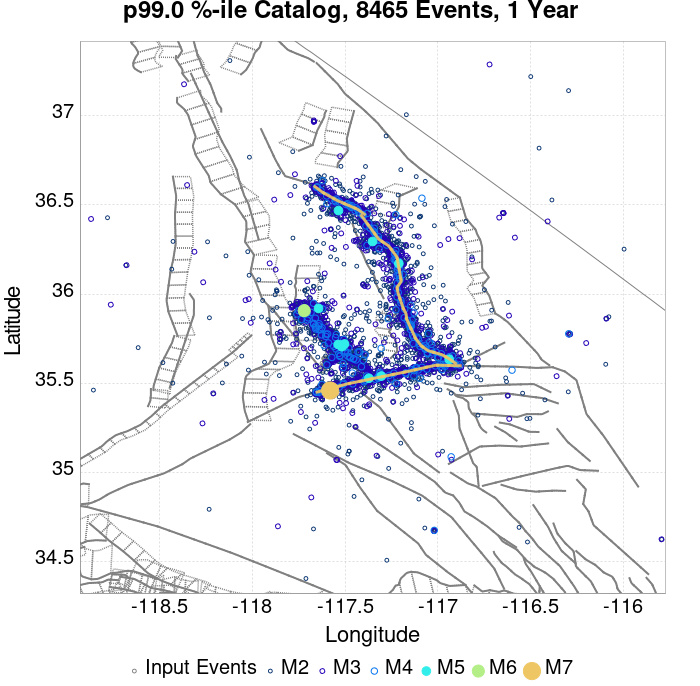 p99.0 %-ile Catalog, 8465 Events, 1 Year
Latitude
37
36.5
36
35.5
35
34.5
-118.5 -118 -117.5 -117 -116.5 -116
Longitude
Input Events M2 M3 M4 M5 M6 M7